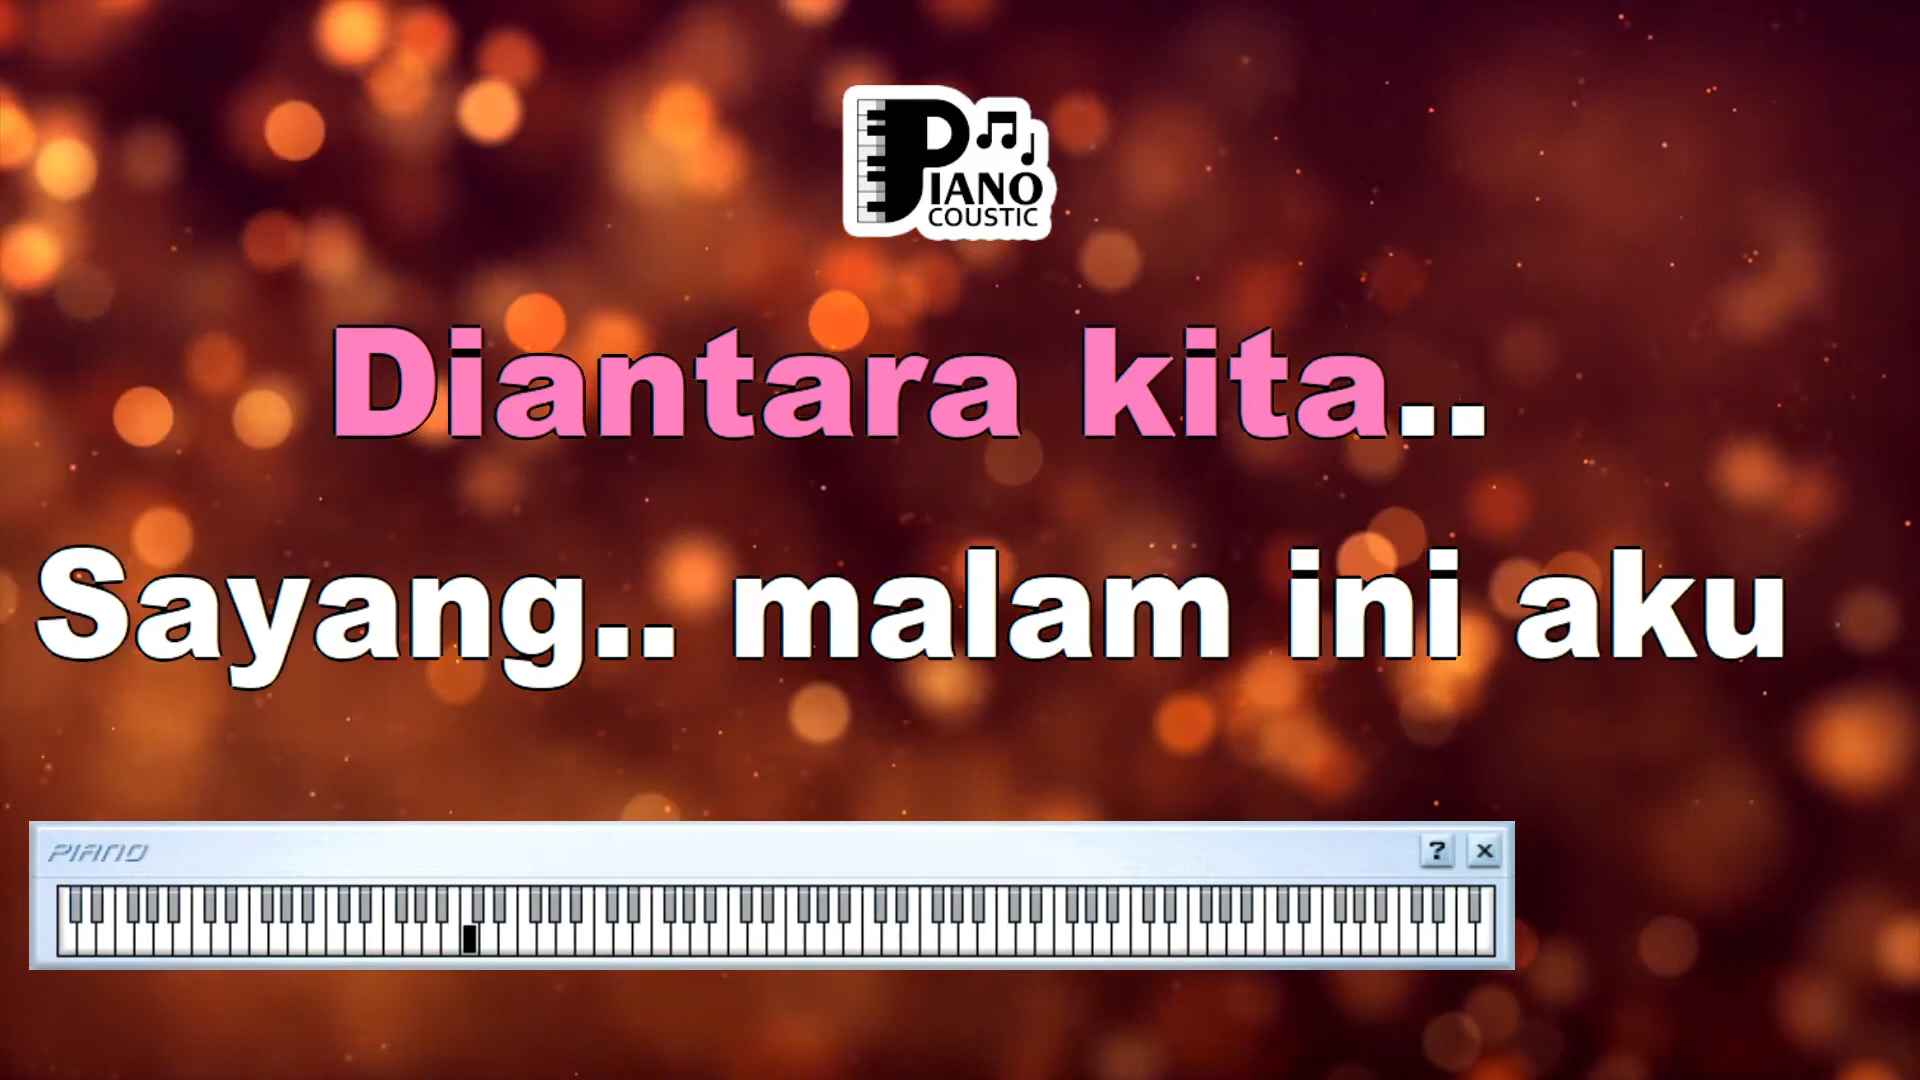 PIANO
COUSTIC
Diantara kita..
Sayang.. malam ini aku
PIANO
?
x